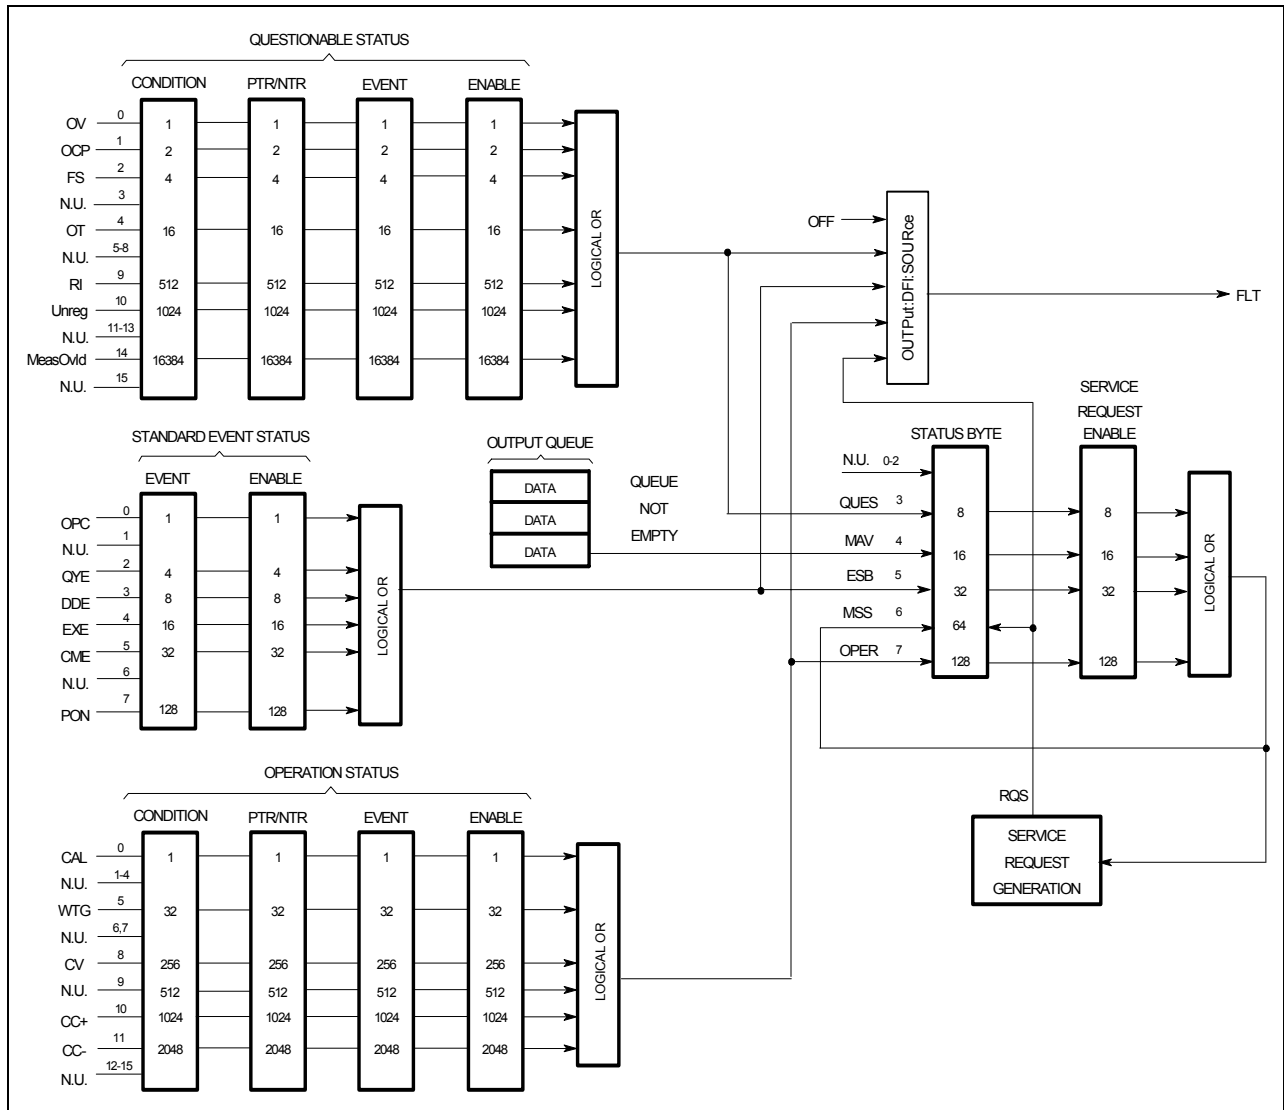 QUESTIONABLE STATUS
CONDITION PTR/NTR EVENT ENABLE
OV 0 1 1 1 1
OCP 1 2 2 2 2
FS 2 4 4 4 4
N.U. 3
OT 4 16 16 16 16
N.U. 5-8
RI 9 512 512 512 512
Unreg 10 1024 1024 1024 1024
N.U. 11-13
MeasOvld 14 16384 16384 16384 16384
N.U. 15
LOGICAL OR
OFF
OUTPut:DFI:SOURce
FLT
STANDARD EVENT STATUS
EVENT ENABLE
OPC 0 1 1
N.U. 1
QYE 2 4 4
DDE 3 8 8
EXE 4 16 16
CME 5 32 32
N.U. 6
PON 7 128 128
LOGICAL OR
OUTPUT QUEUE
DATA
DATA
DATA
QUEUE
NOT
EMPTY
STATUS BYTE
SERVICE
REQUEST
ENABLE
N.U. 0-2
QUES 3 8 8
MAV 4 16 16
ESB 5 32 32
MSS 6 64
OPER 7 128 128
LOGICAL OR
RQS
SERVICE
REQUEST
GENERATION
OPERATION STATUS
CONDITION PTR/NTR EVENT ENABLE
CAL 0 1 1 1 1
N.U. 1-4
WTG 5 32 32 32 32
N.U. 6,7
CV 8 256 256 256 256
N.U. 9 512 512 512 512
CC+ 10 1024 1024 1024 1024
CC- 11 2048 2048 2048 2048
N.U. 12-15
LOGICAL OR